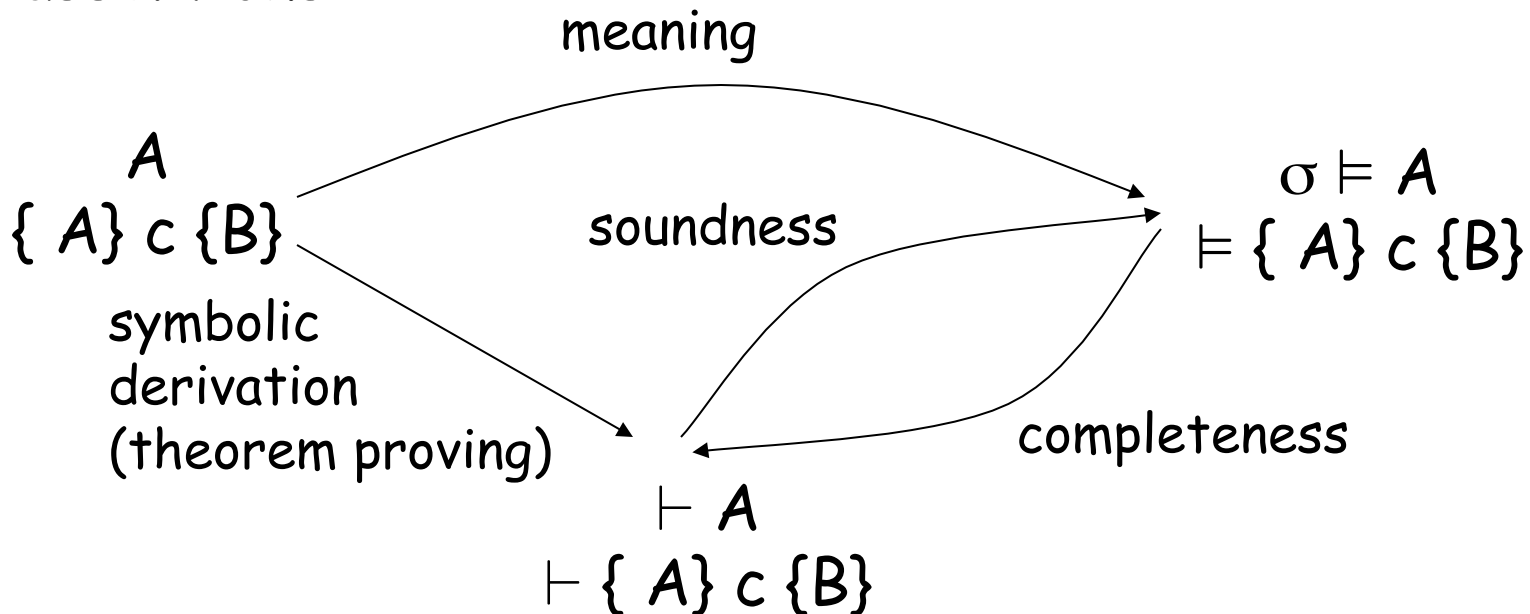 meaning
A
{ A} c {B}
σ ⊨ A
⊨ { A} c {B}
soundness
symbolic
derivation
(theorem proving)
completeness
⊢ A
⊢ { A} c {B}